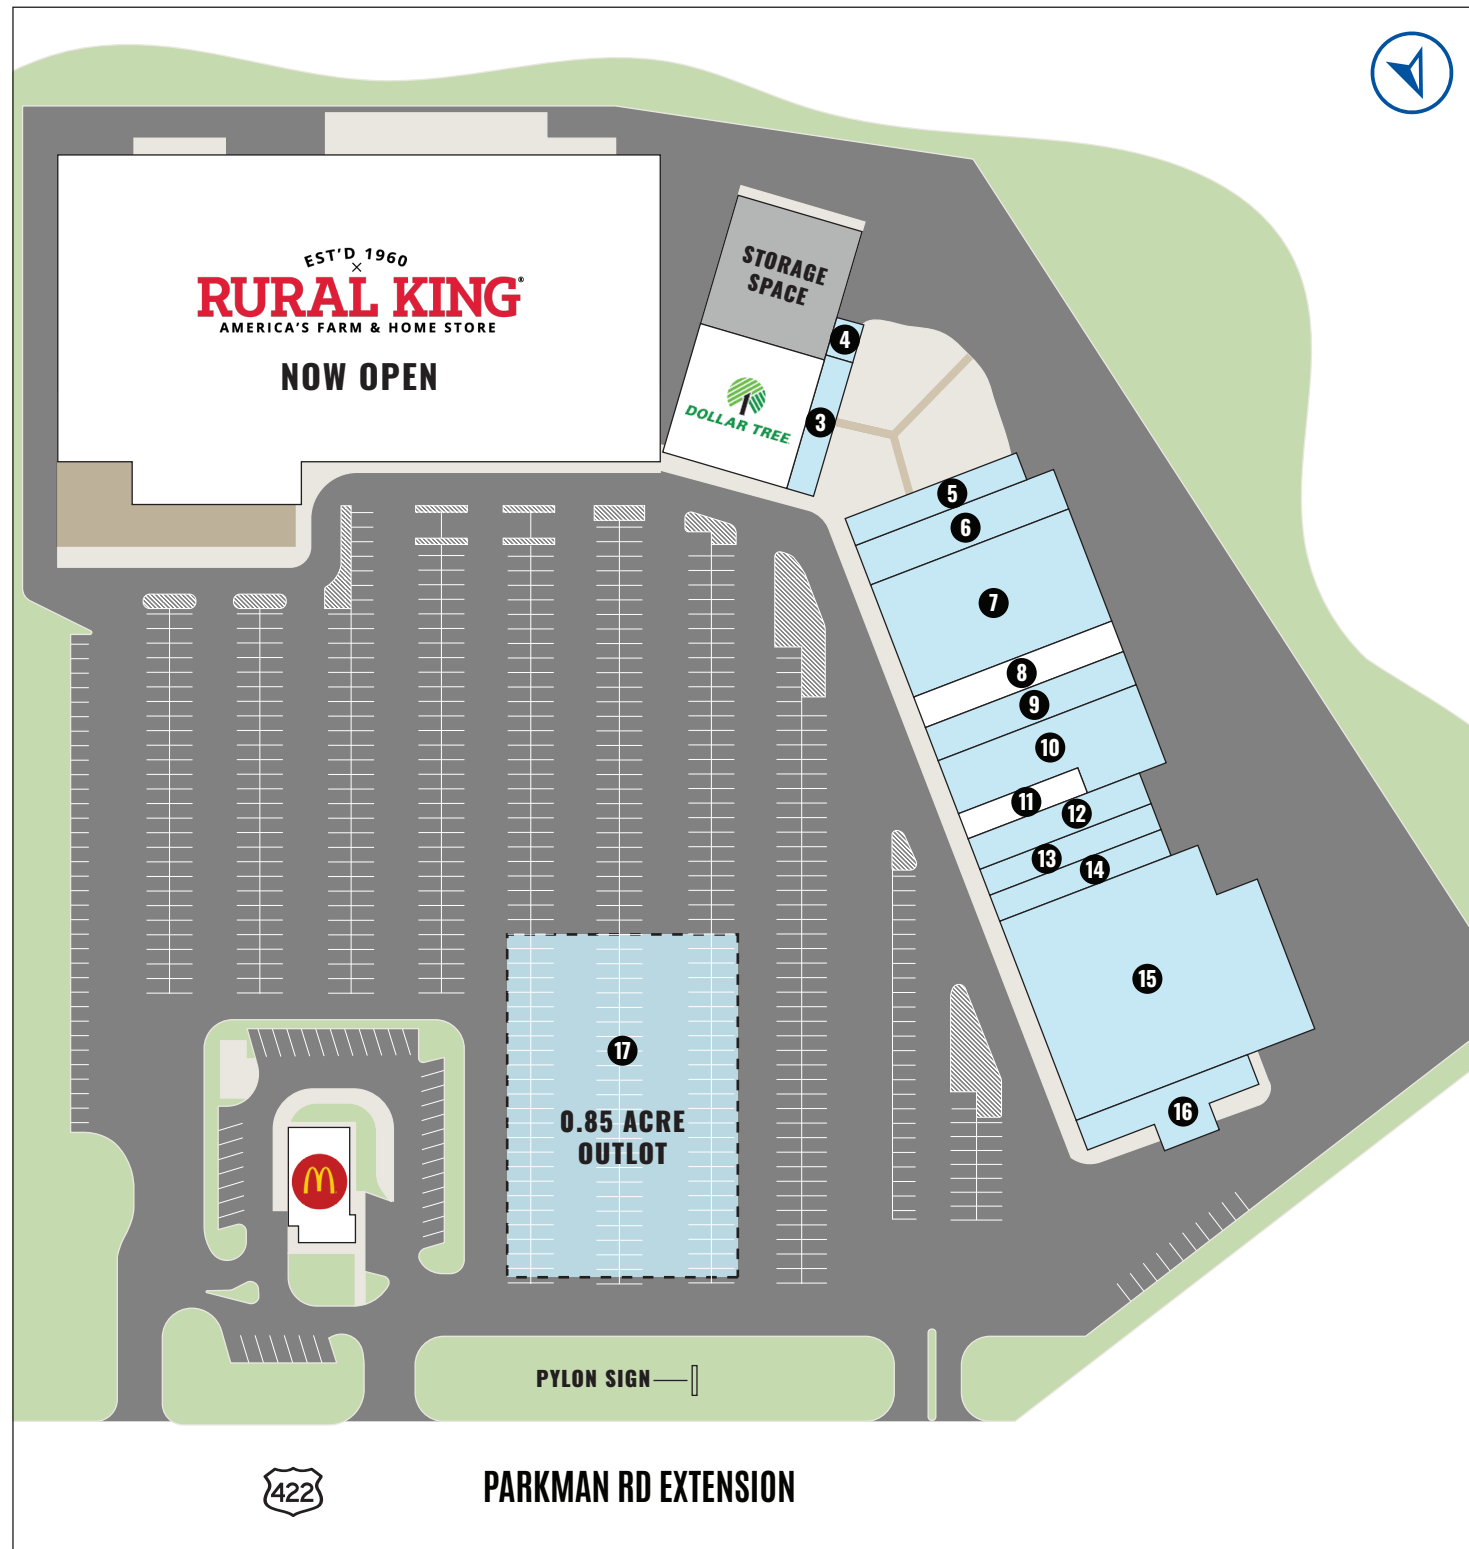 EST'D 1960
RURAL KING®
AMERICA'S FARM & HOME STORE
NOW OPEN
STORAGE
SPACE
DOLLAR TREE
4
3
5
6
7
8
9
10
11
12
13
14
15
16
17
0.85 ACRE
OUTLOT
M
PYLON SIGN
422
PARKMAN RD EXTENSION